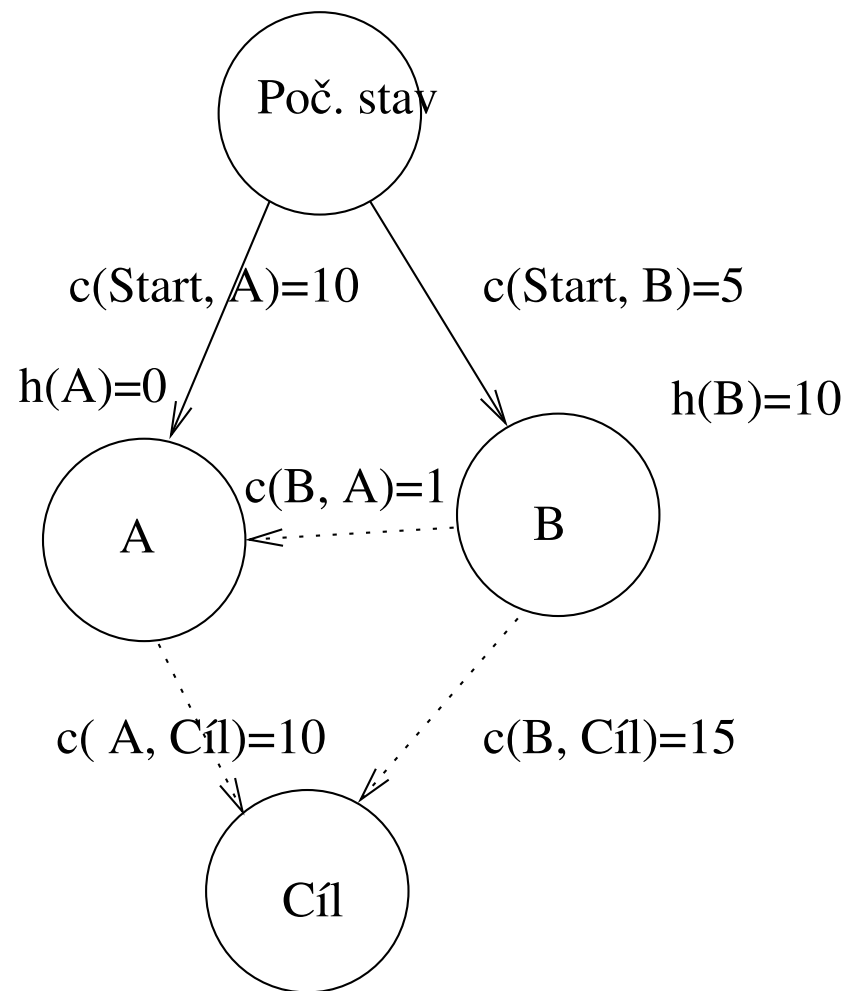 Poč. stav
c(Start, A)=10
c(Start, B)=5
h(A)=0
h(B)=10
c(B, A)=1
A
B
c( A, Cíl)=10
c(B, Cíl)=15
Cíl